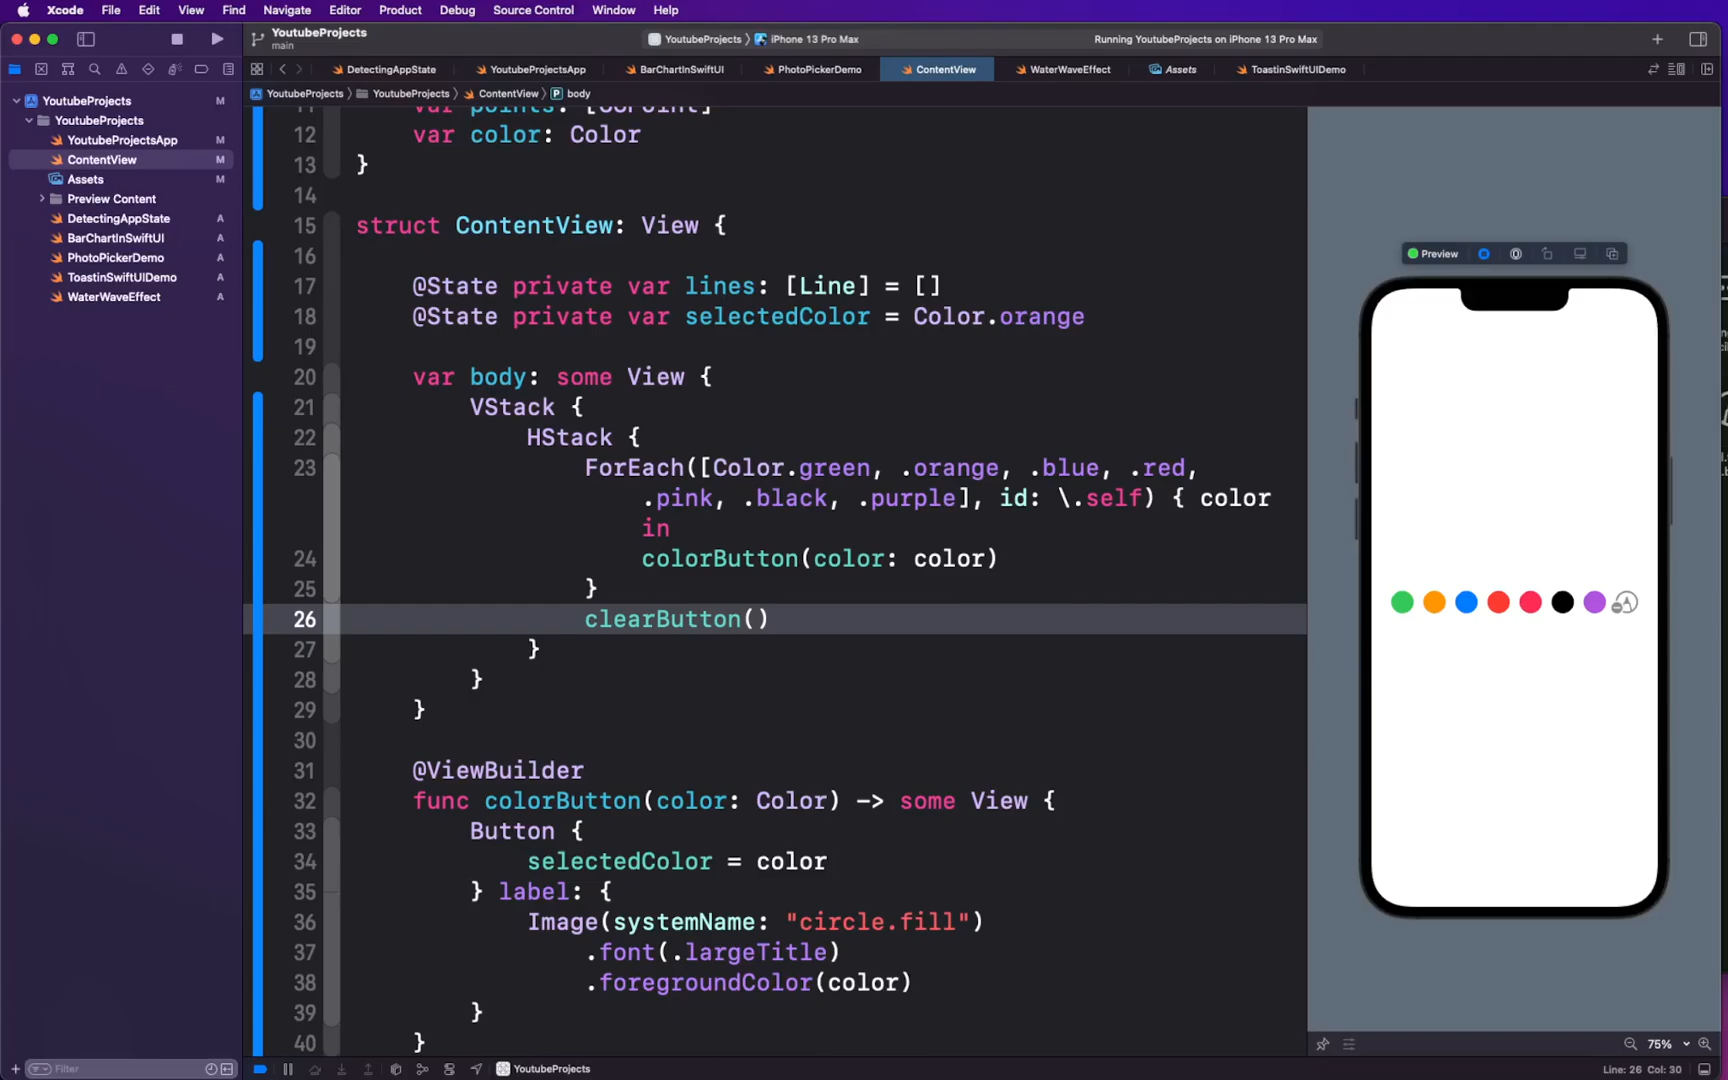 Xcode File Edit View Find Navigate Editor Product Debug Source Control Window Help
YoutubeProjects
main
YoutubeProjects iPhone 13 Pro Max
Running YoutubeProjects on iPhone 13 Pro Max
DetectingAppState YoutubeProjectsApp BarChartInSwiftUI PhotoPickerDemo ContentView WaterWaveEffect Assets ToastinSwiftUIDemo
YoutubeProjects YoutubeProjects ContentView P body
YoutubeProjects M
YoutubeProjects
YoutubeProjectsApp M
ContentView M
Assets M
Preview Content
DetectingAppState A
BarChartInSwiftUI A
PhotoPickerDemo A
ToastinSwiftUIDemo A
WaterWaveEffect A
11 var points: [CGPoint]
12 var color: Color
13 }
14
15 struct ContentView: View {
16
17 @State private var lines: [Line] = []
18 @State private var selectedColor = Color.orange
19
20 var body: some View {
21 VStack {
22 HStack {
23 ForEach([Color.green, .orange, .blue, .red,
.pink, .black, .purple], id: \.self) { color
in
24 colorButton(color: color)
25 }
26 clearButton()
27 }
28 }
29 }
30
31 @ViewBuilder
32 func colorButton(color: Color) -> some View {
33 Button {
34 selectedColor = color
35 } label: {
36 Image(systemName: "circle.fill")
37 .font(.largeTitle)
38 .foregroundColor(color)
39 }
40 }
Preview
75%
Filter
YoutubeProjects
Line: 26 Col: 30